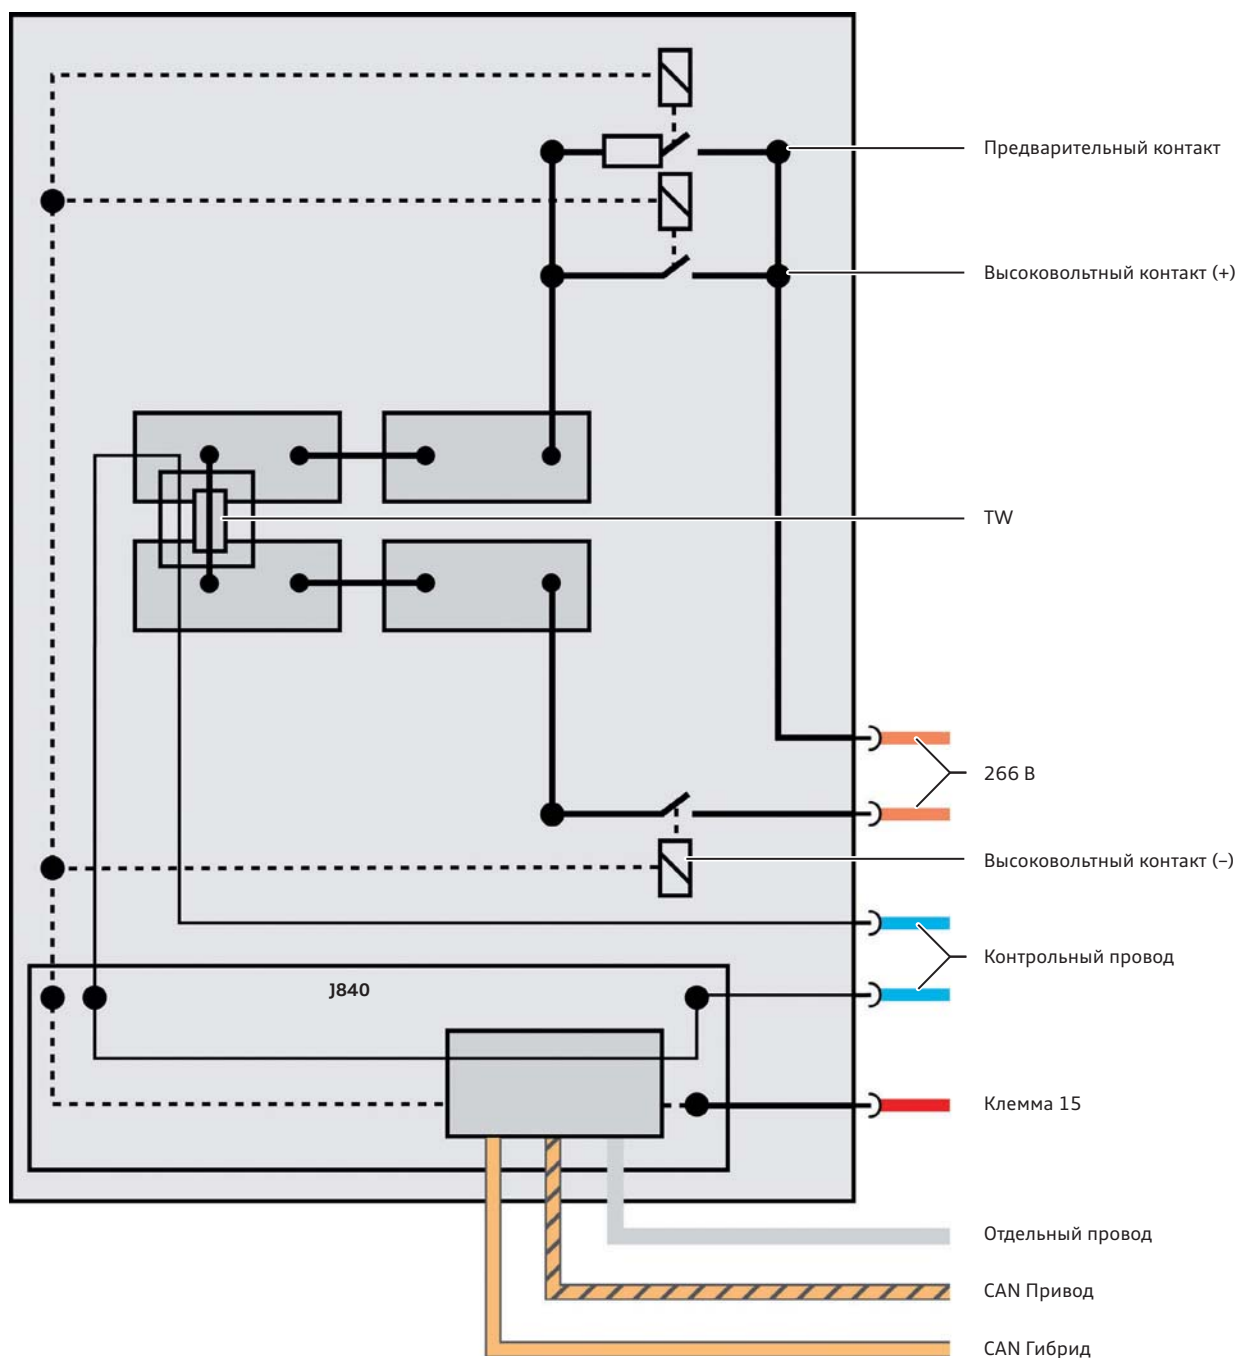 Предварительный контакт
Высоковольтный контакт (+)
TW
266 В
Высоковольтный контакт (–)
Контрольный провод
J840
Клемма 15
Отдельный провод
CAN Привод
CAN Гибрид